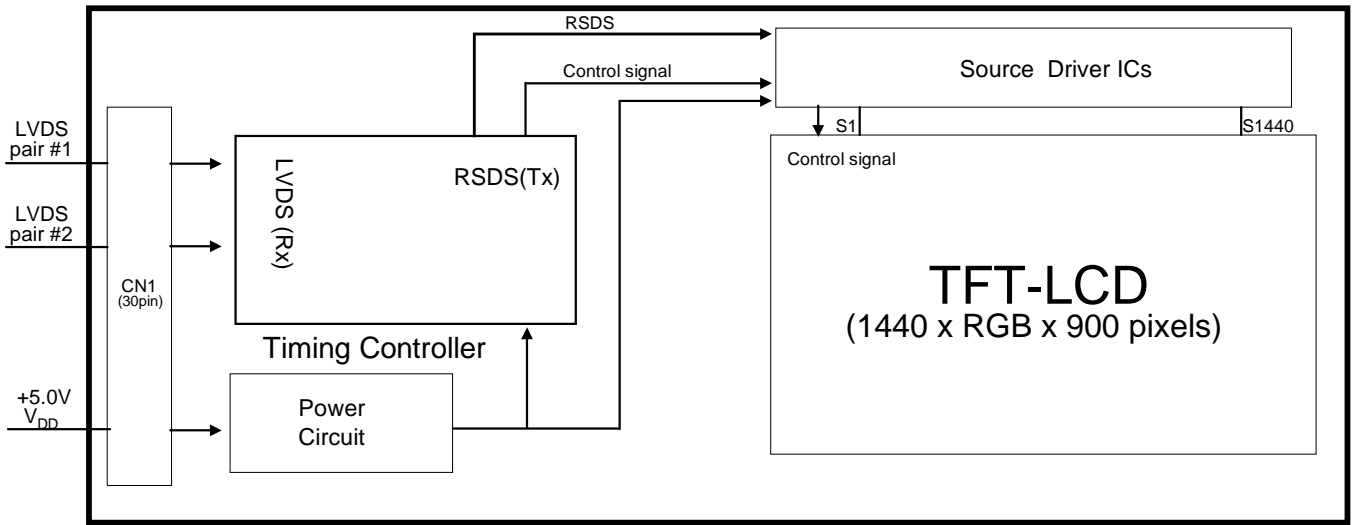 RSDS
Control signal
Source Driver ICs
LVDS
pair #1
LVDS
pair #2
CN1
(30pin)
LVDS (Rx)
RSDS(Tx)
Timing Controller
S1
S1440
Control signal
TFT-LCD
(1440 x RGB x 900 pixels)
+5.0V
VDD
Power
Circuit